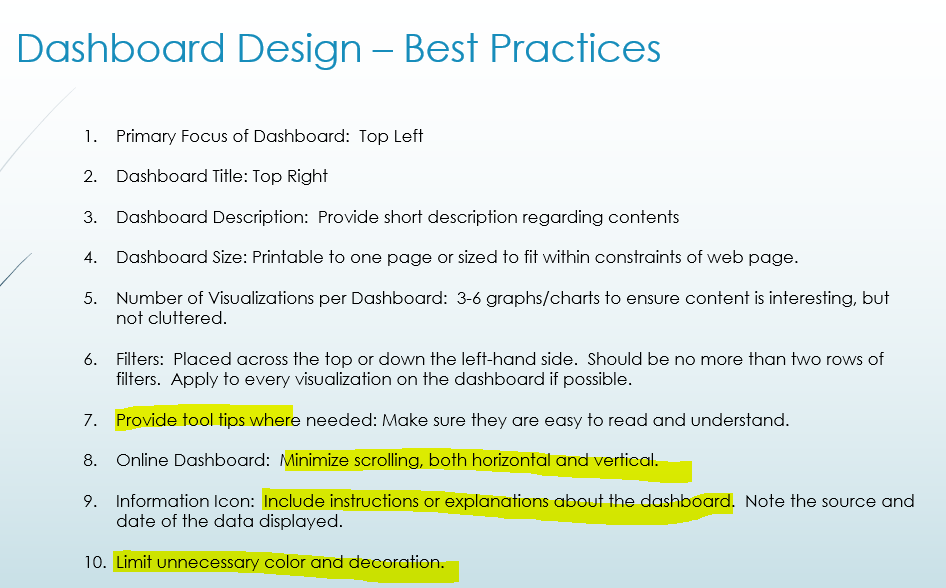 Dashboard Design – Best Practices
1. Primary Focus of Dashboard:  Top Left
2. Dashboard Title: Top Right
3. Dashboard Description:  Provide short description regarding contents
4. Dashboard Size: Printable to one page or sized to fit within constraints of web page.
5. Number of Visualizations per Dashboard:  3-6 graphs/charts to ensure content is interesting, but
not cluttered.
6. Filters:  Placed across the top or down the left-hand side.  Should be no more than two rows of
filters.  Apply to every visualization on the dashboard if possible.
7. Provide tool tips where needed: Make sure they are easy to read and understand.
8. Online Dashboard:  Minimize scrolling, both horizontal and vertical.
9. Information Icon:  Include instructions or explanations about the dashboard.  Note the source and
date of the data displayed.
10. Limit unnecessary color and decoration.